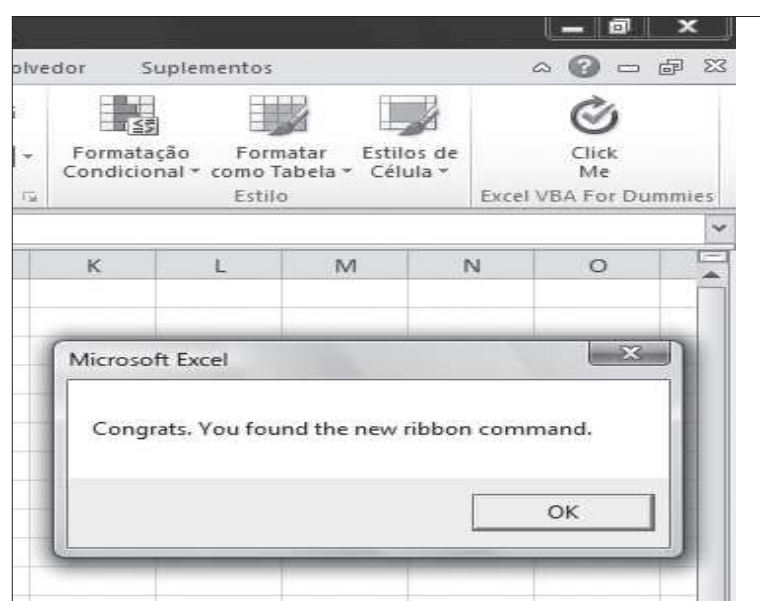 olvedor Suplementos
Formatação Condicional
Formatar como Tabela
Estilos de Célula
Click Me
Estilo
Excel VBA For Dummies
K L M N O
Microsoft Excel
Congrats. You found the new ribbon command.
OK